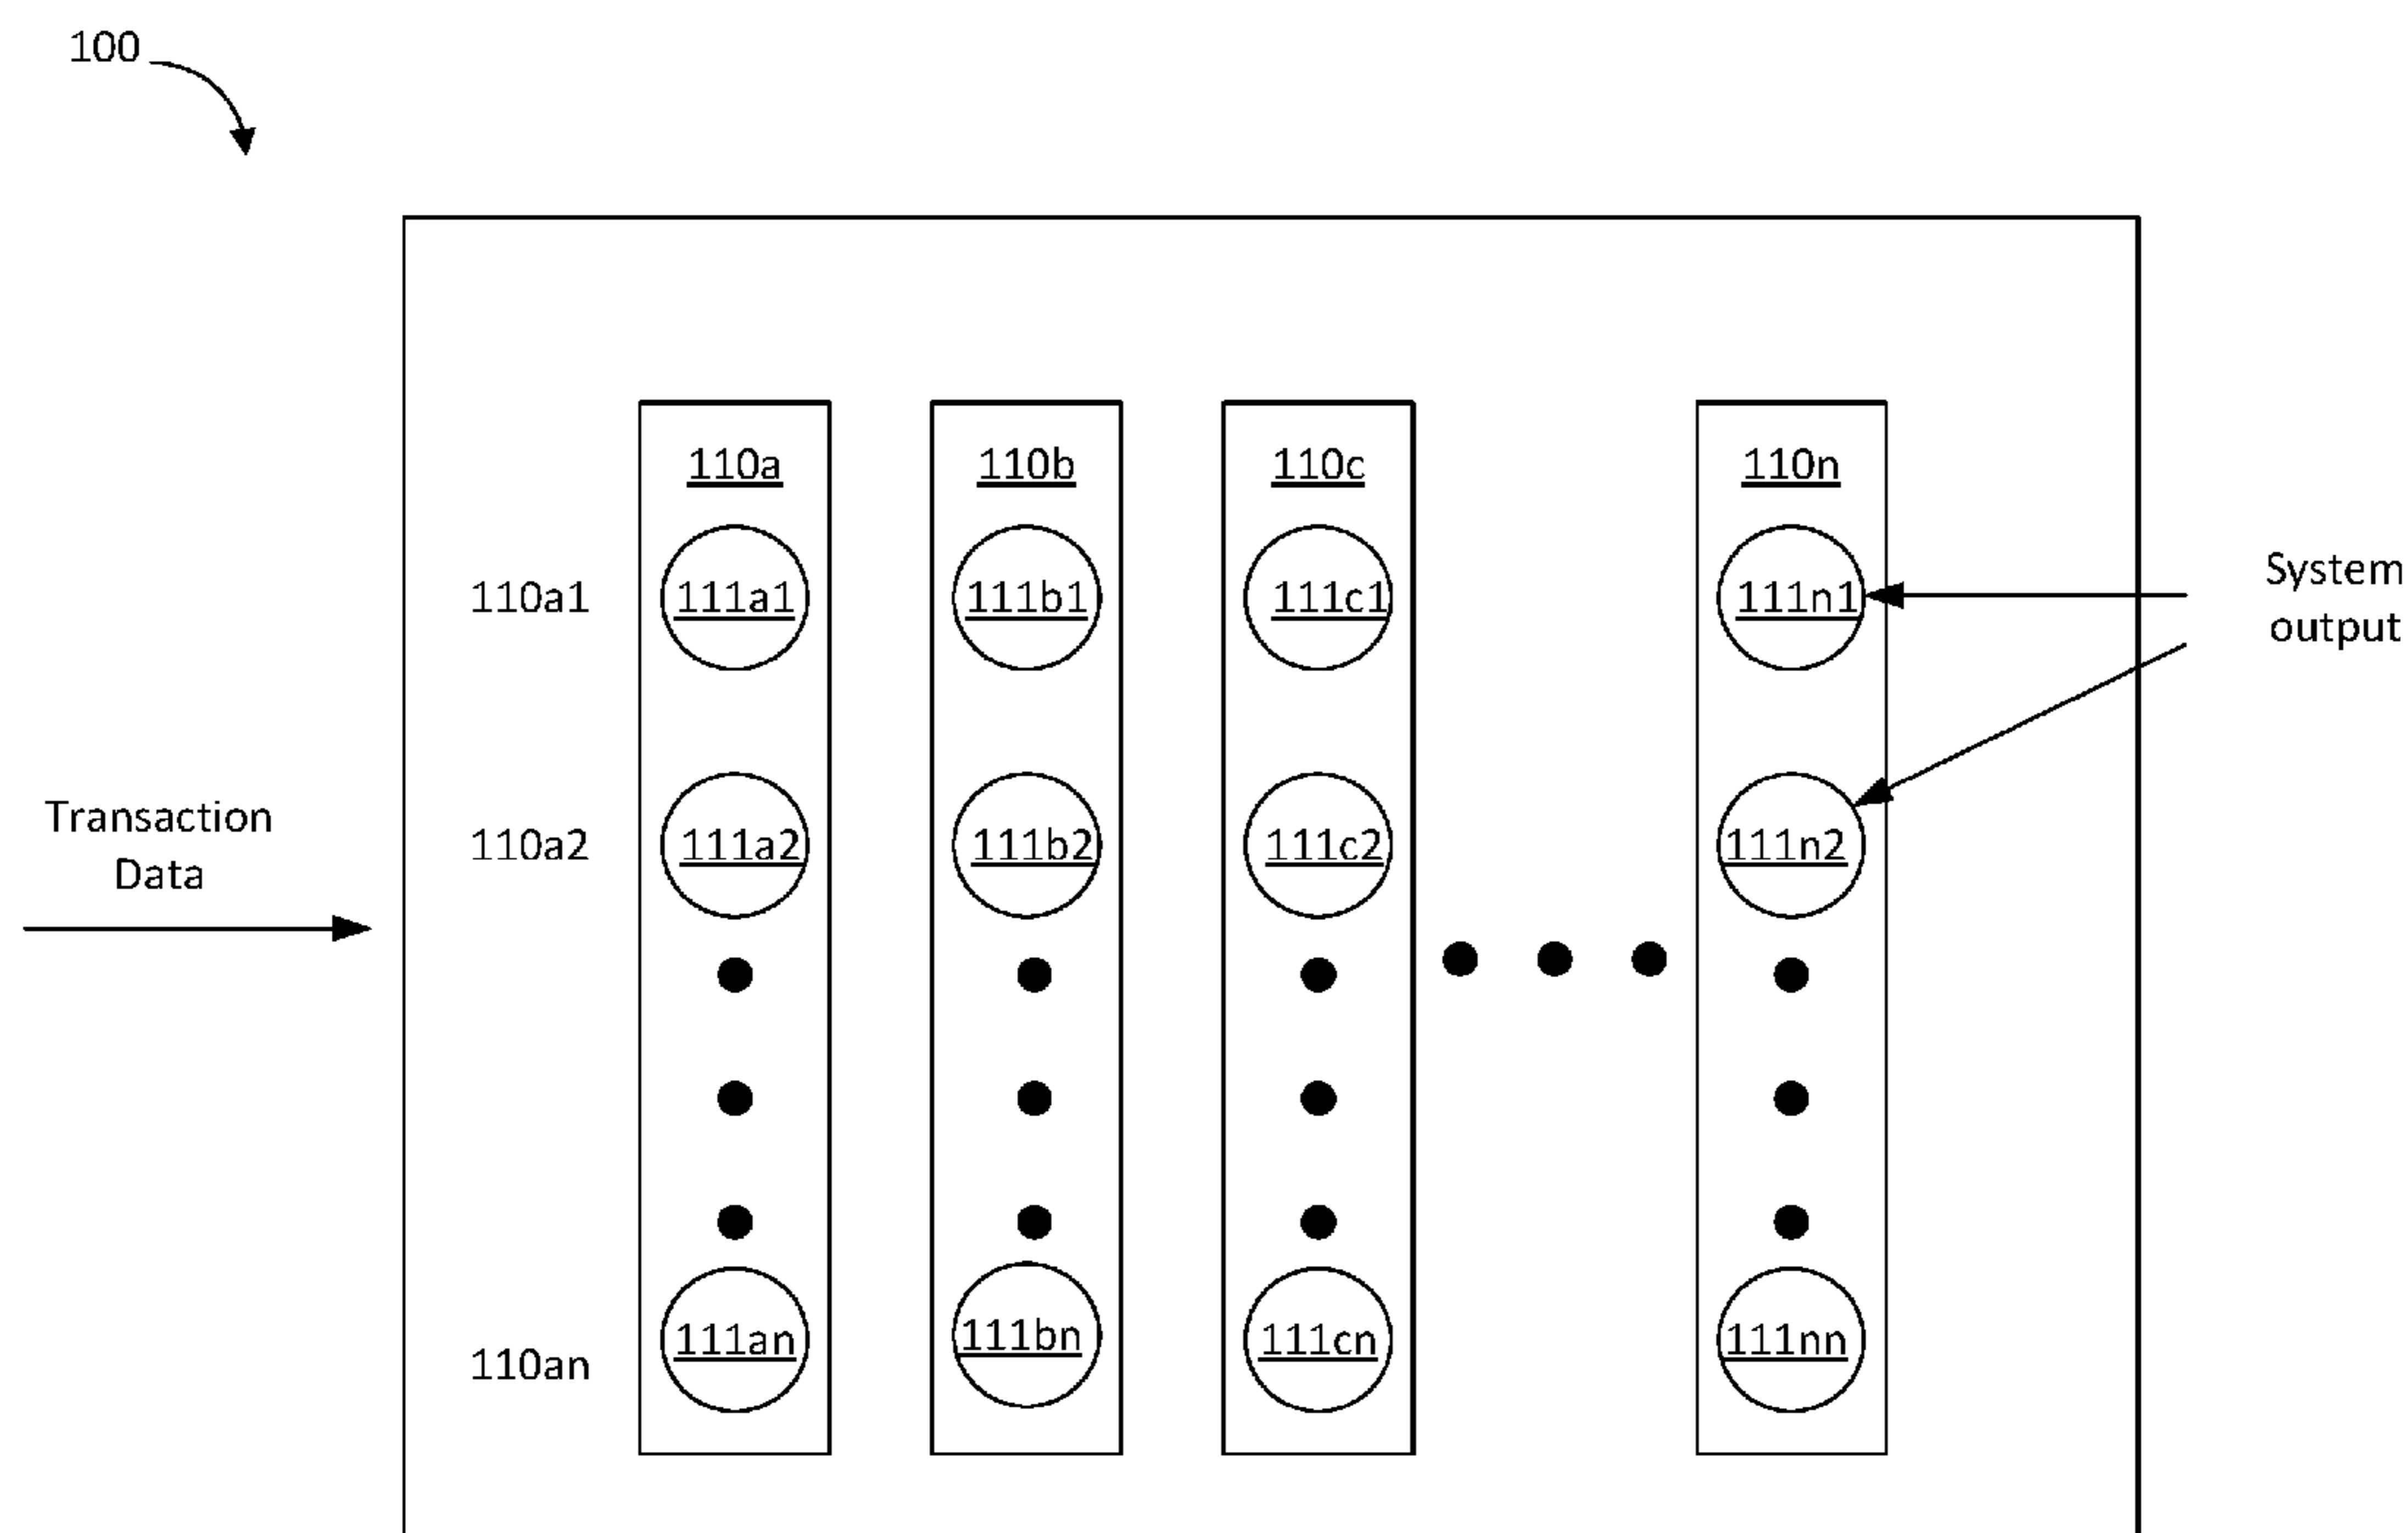 100
110a 110b 110c 110n
110a1 111a1 111b1 111c1 111n1
System
output
Transaction
Data
110a2 111a2 111b2 111c2 111n2
110an 111an 111bn 111cn 111nn